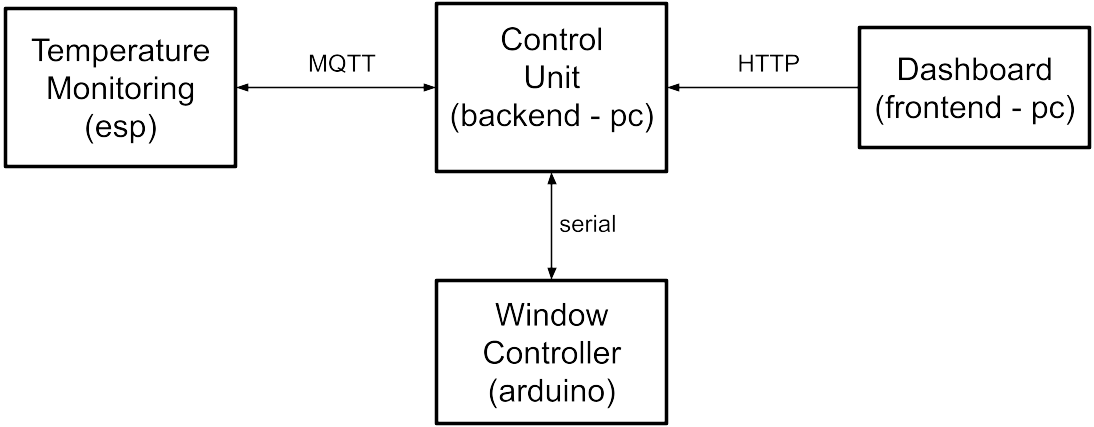 Temperature
Monitoring
(esp)
MQTT
Control
Unit
(backend - pc)
HTTP
Dashboard
(frontend - pc)
serial
Window
Controller
(arduino)